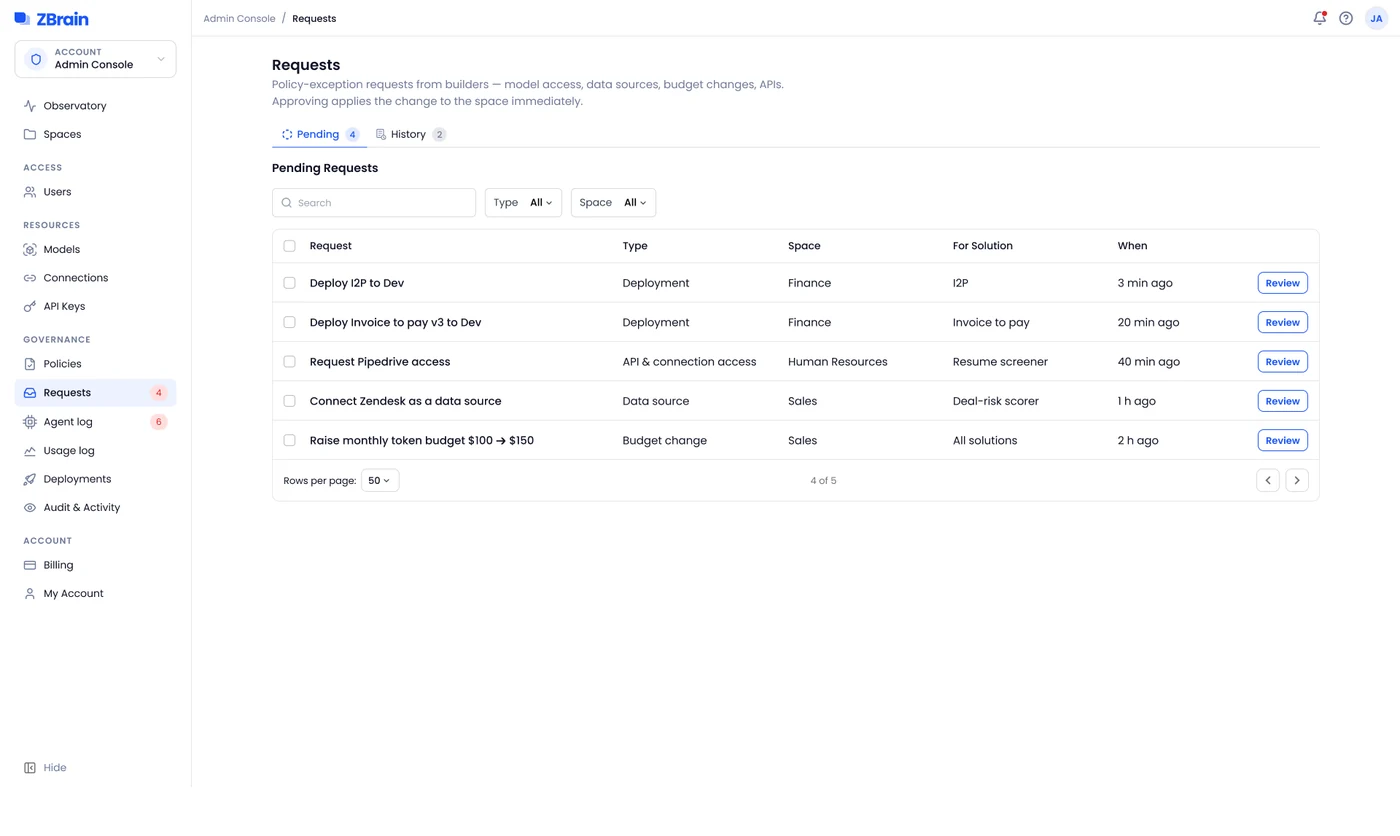 ZBrain
ACCOUNT
Admin Console
Observatory
Spaces
ACCESS
Users
RESOURCES
Models
Connections
API Keys
GOVERNANCE
Policies
Requests 4
Agent log 6
Usage log
Deployments
Audit & Activity
ACCOUNT
Billing
My Account
Hide
Admin Console / Requests
JA
Requests
Policy-exception requests from builders — model access, data sources, budget changes, APIs.
Approving applies the change to the space immediately.
Pending 4 History 2
Pending Requests
Search Type All Space All
Request Type Space For Solution When
Deploy I2P to Dev Deployment Finance I2P 3 min ago Review
Deploy Invoice to pay v3 to Dev Deployment Finance Invoice to pay 20 min ago Review
Request Pipedrive access API & connection access Human Resources Resume screener 40 min ago Review
Connect Zendesk as a data source Data source Sales Deal-risk scorer 1 h ago Review
Raise monthly token budget $100 → $150 Budget change Sales All solutions 2 h ago Review
Rows per page: 50 4 of 5